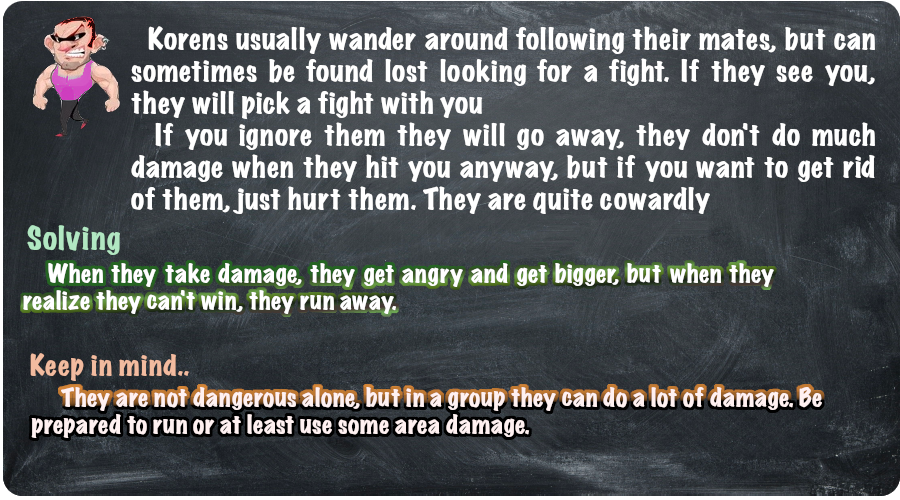 Korens usually wander around following their mates, but can
sometimes be found lost looking for a fight. If they see you,
they will pick a fight with you
If you ignore them they will go away, they don't do much
damage when they hit you anyway, but if you want to get rid
of them, just hurt them. They are quite cowardly
Solving
When they take damage, they get angry and get bigger, but when they
realize they can't win, they run away.
Keep in mind..
They are not dangerous alone, but in a group they can do a lot of damage. Be
prepared to run or at least use some area damage.